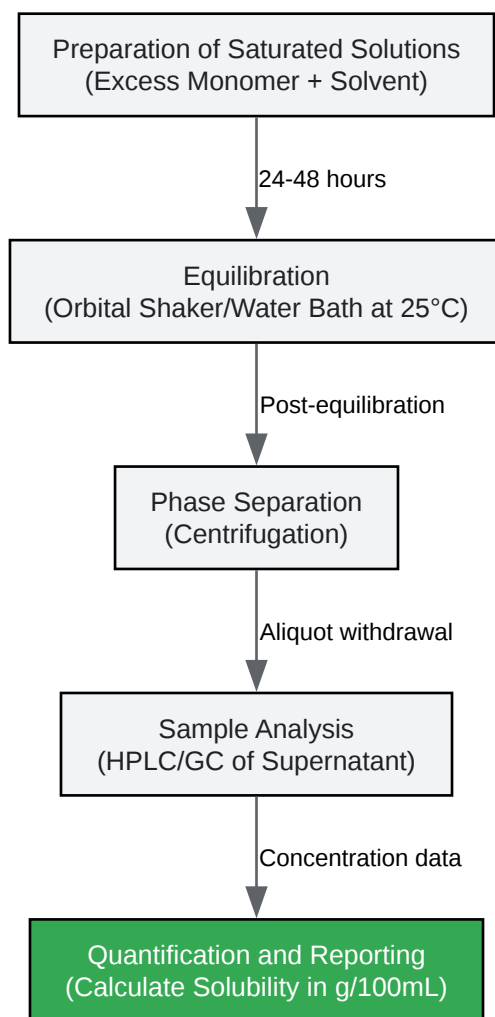 Preparation of Saturated Solutions
(Excess Monomer + Solvent)
24-48 hours
Equilibration
(Orbital Shaker/Water Bath at 25°C)
Post-equilibration
Phase Separation
(Centrifugation)
Aliquot withdrawal
Sample Analysis
(HPLC/GC of Supernatant)
Concentration data
Quantification and Reporting
(Calculate Solubility in g/100mL)